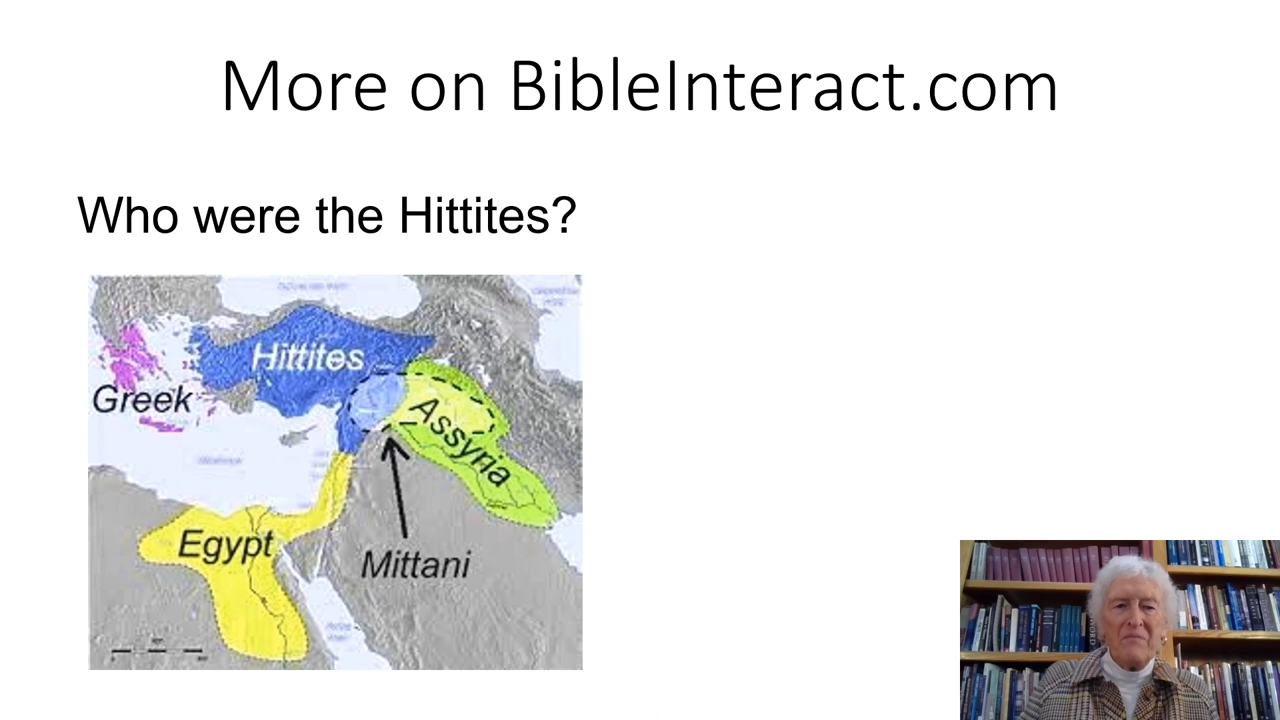 More on BibleInteract.com
Who were the Hittites?
Hittites
Greek
Assyria
Egypt
Mittani